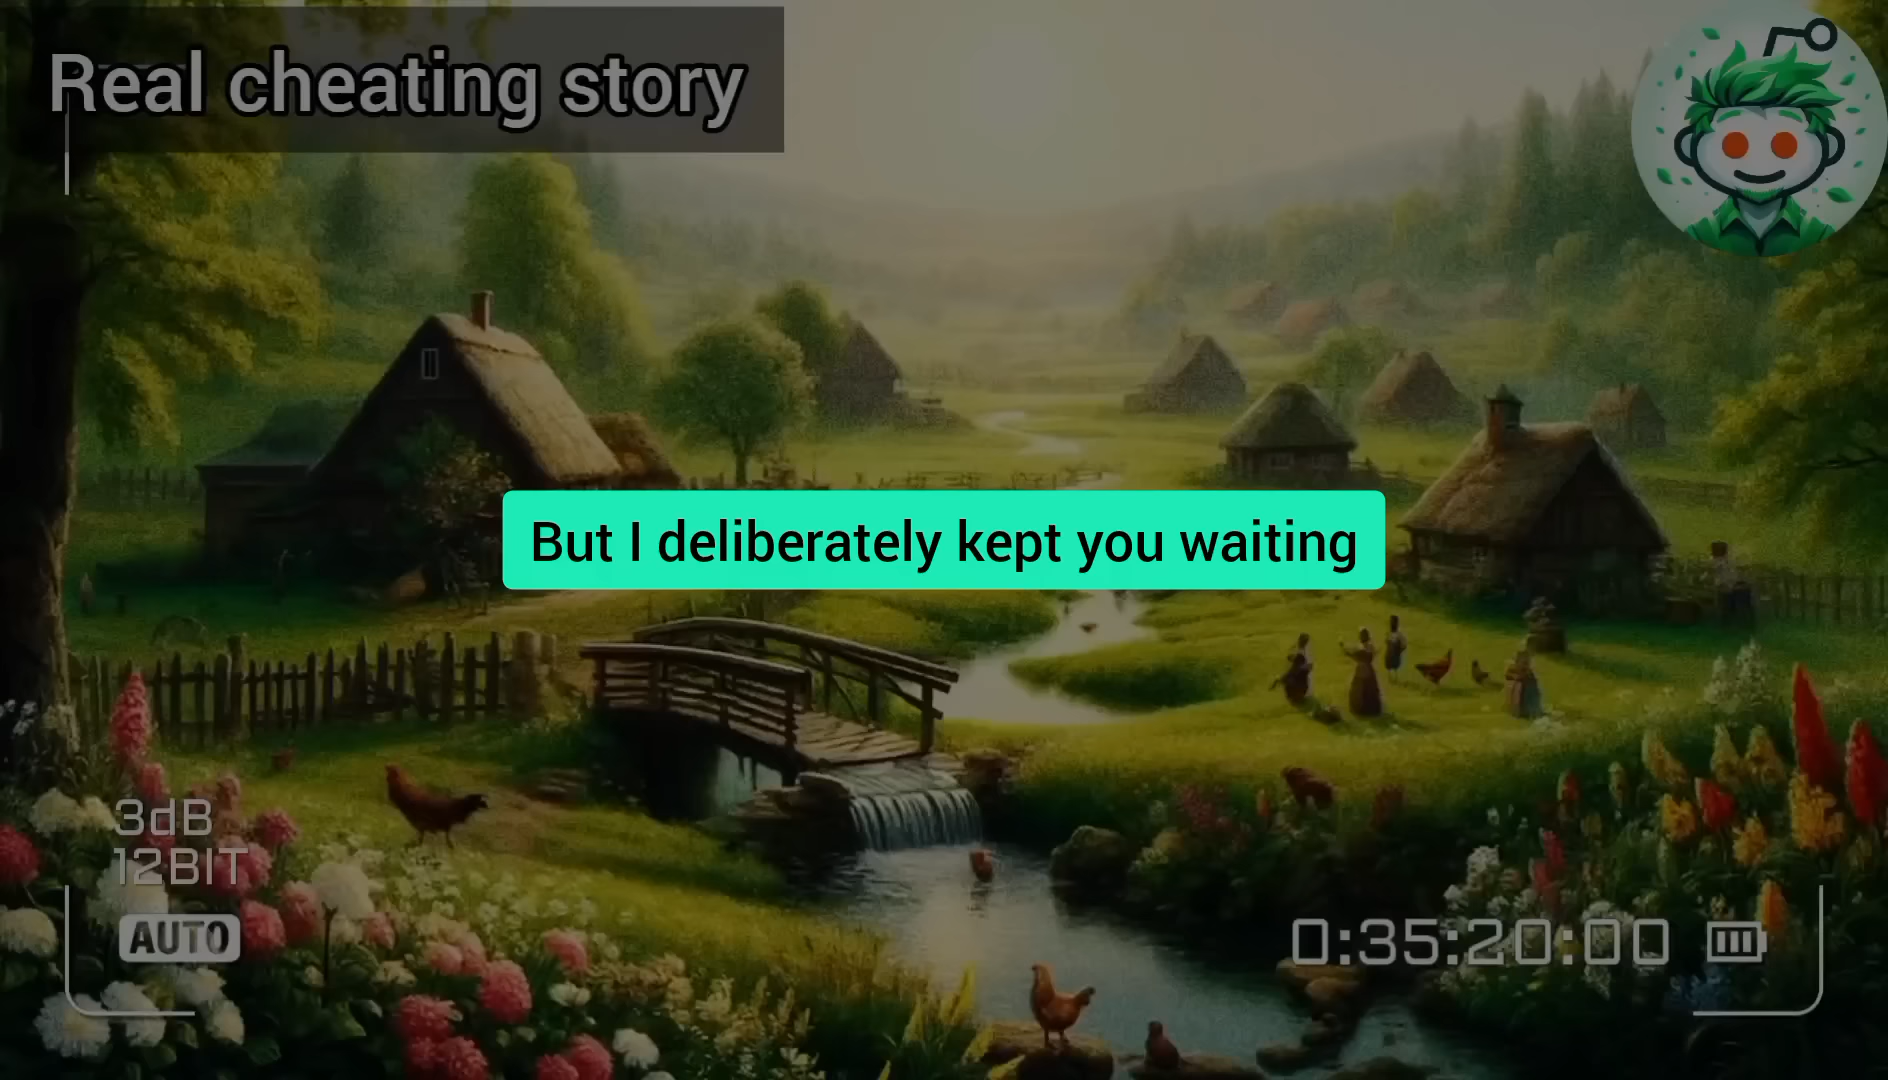 Real cheating story
But I deliberately kept you waiting
3dB
12BIT
AUTO
0:35:20:00